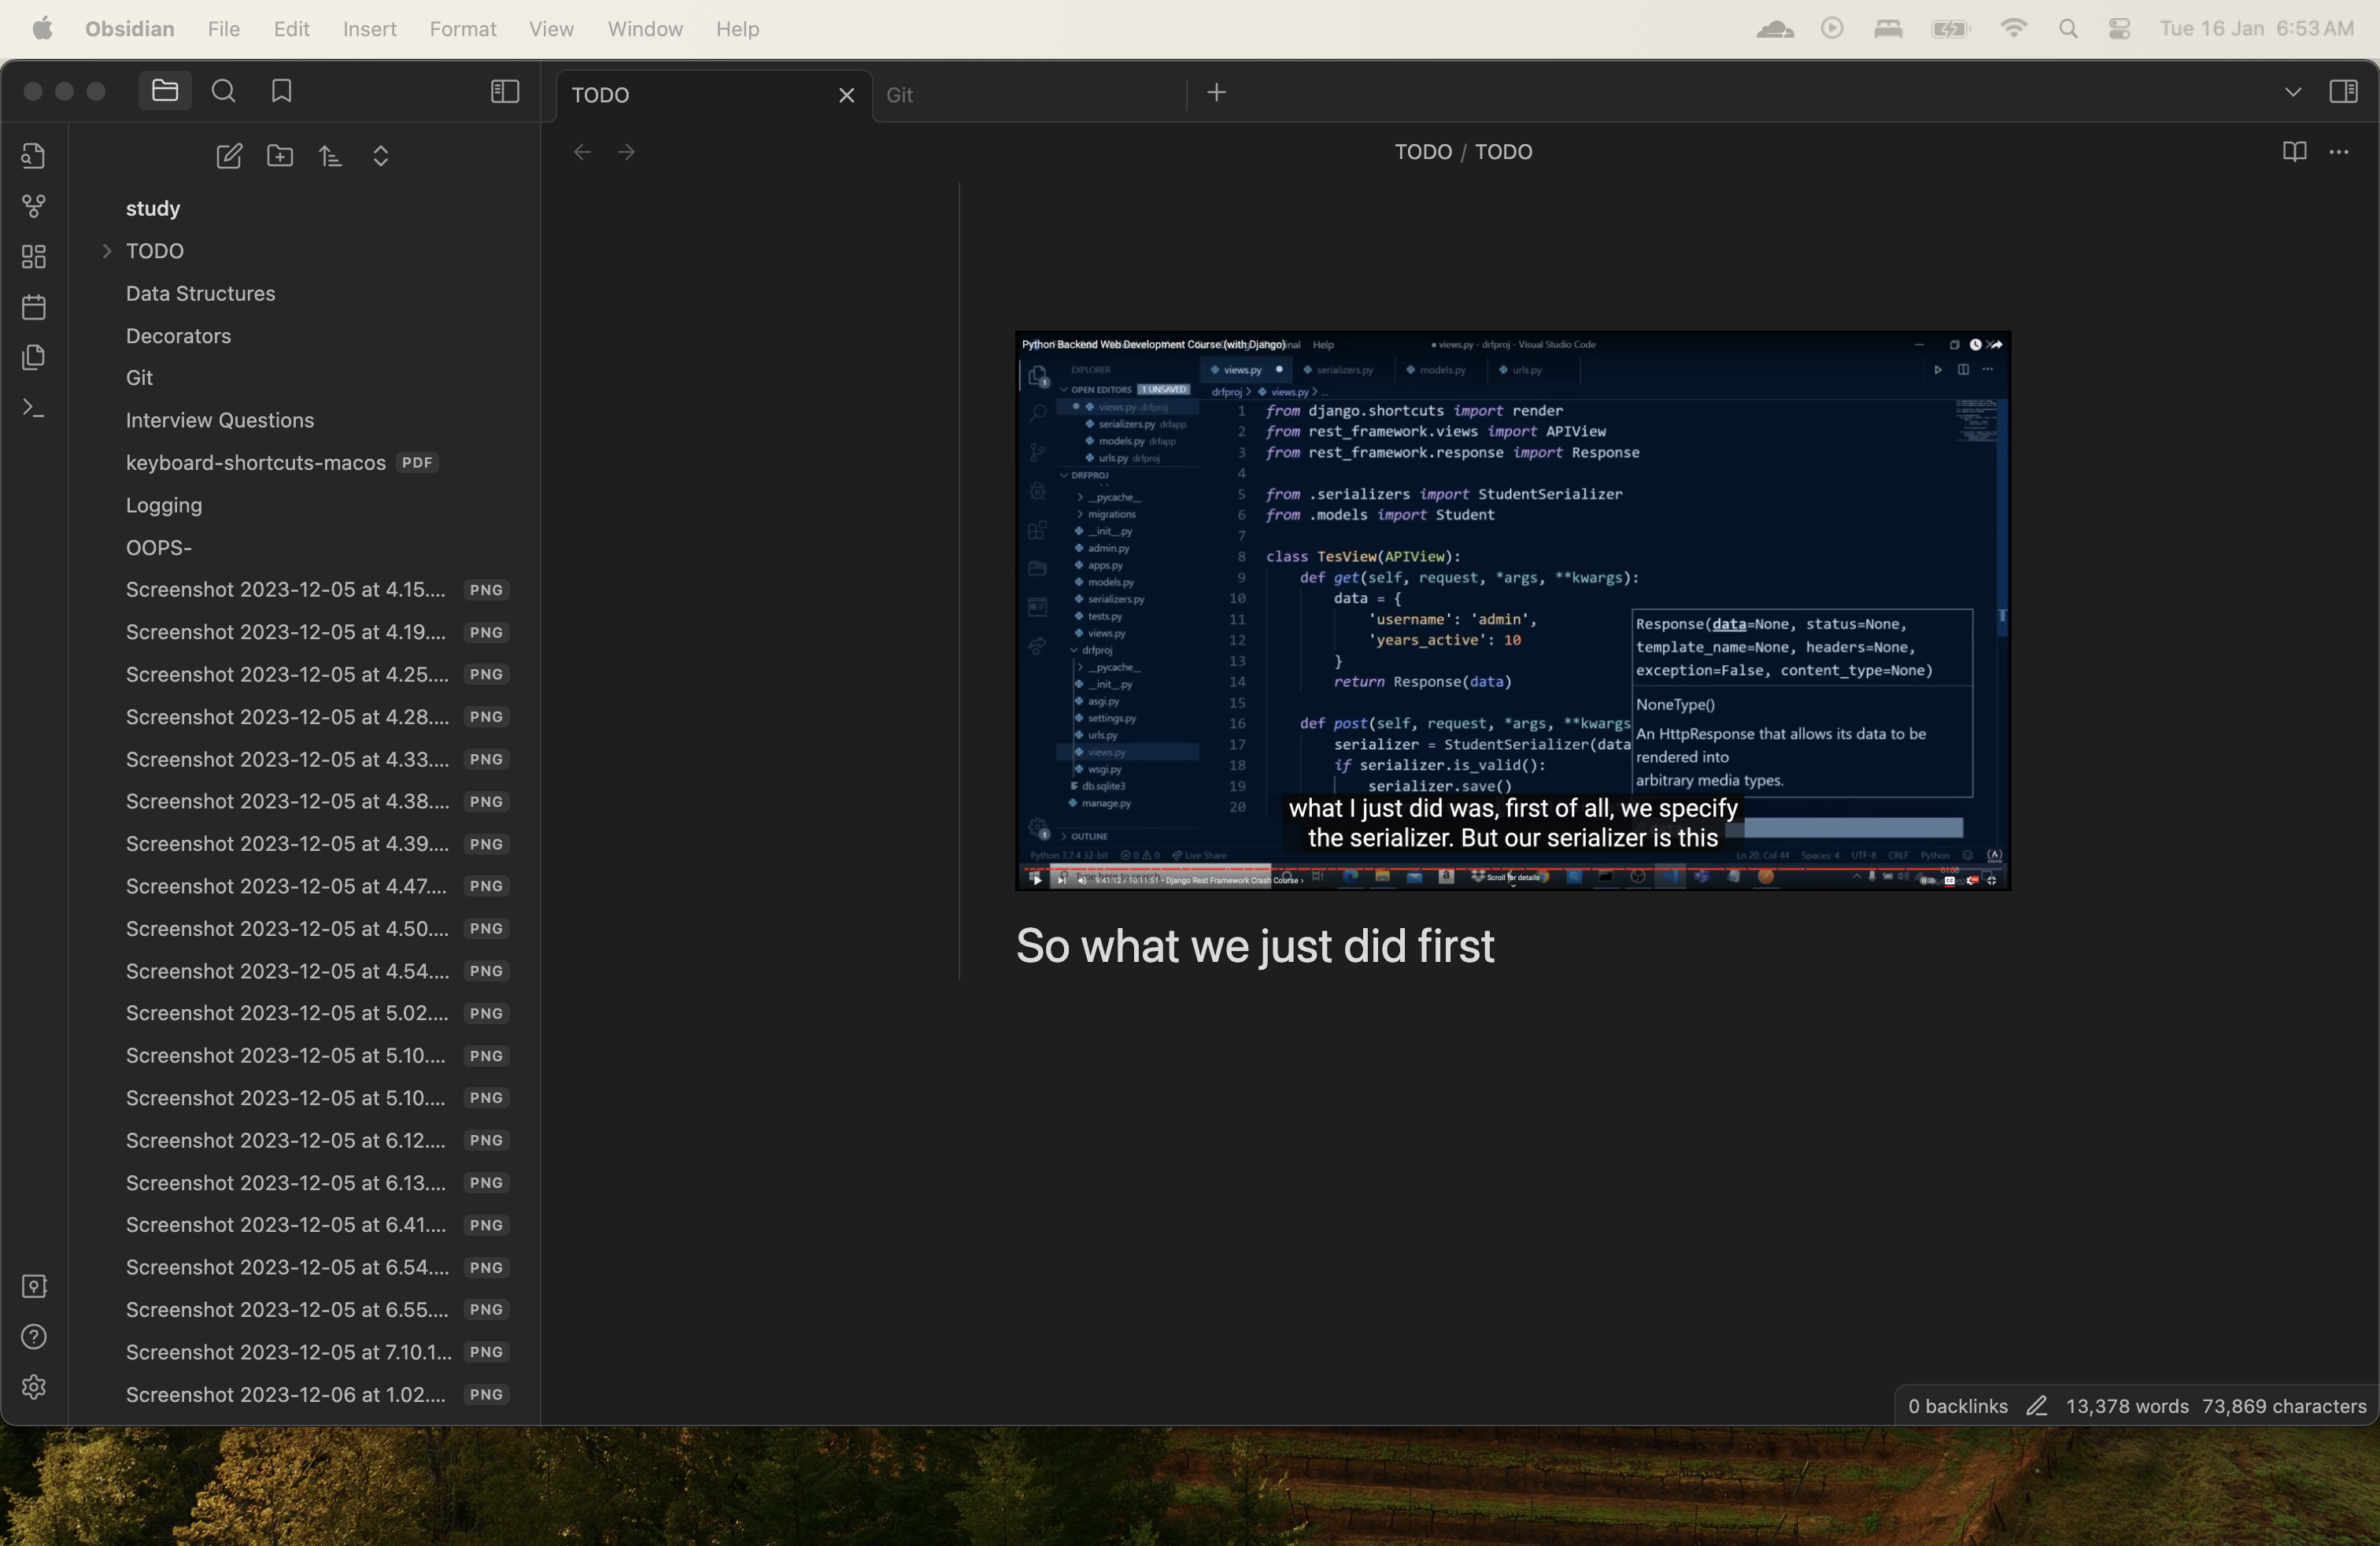 Obsidian File Edit Insert Format View Window Help Tue 16 Jan 6:53 AM
TODO Git
TODO / TODO
study
TODO
Data Structures
Decorators
Git
Interview Questions
keyboard-shortcuts-macos PDF
Logging
OOPS-
Screenshot 2023-12-05 at 4.15.... PNG
Screenshot 2023-12-05 at 4.19.... PNG
Screenshot 2023-12-05 at 4.25.... PNG
Screenshot 2023-12-05 at 4.28.... PNG
Screenshot 2023-12-05 at 4.33.... PNG
Screenshot 2023-12-05 at 4.38.... PNG
Screenshot 2023-12-05 at 4.39.... PNG
Screenshot 2023-12-05 at 4.47.... PNG
Screenshot 2023-12-05 at 4.50.... PNG
Screenshot 2023-12-05 at 4.54.... PNG
Screenshot 2023-12-05 at 5.02.... PNG
Screenshot 2023-12-05 at 5.10.... PNG
Screenshot 2023-12-05 at 5.10.... PNG
Screenshot 2023-12-05 at 6.12.... PNG
Screenshot 2023-12-05 at 6.13.... PNG
Screenshot 2023-12-05 at 6.41.... PNG
Screenshot 2023-12-05 at 6.54.... PNG
Screenshot 2023-12-05 at 6.55.... PNG
Screenshot 2023-12-05 at 7.10.1... PNG
Screenshot 2023-12-06 at 1.02.... PNG
Python Backend Web Development Course (with Django) Help ● views.py - drfproj - Visual Studio Code
EXPLORER
OPEN EDITORS 1 UNSAVED
views.py drfproj
serializers.py drfapp
models.py drfapp
urls.py drfproj
DRFPROJ
__pycache__
migrations
__init__.py
admin.py
apps.py
models.py
serializers.py
tests.py
views.py
drfproj
__pycache__
__init__.py
asgi.py
settings.py
urls.py
views.py
wsgi.py
db.sqlite3
manage.py
OUTLINE
views.py serializers.py models.py urls.py
drfproj > views.py > ...
1 from django.shortcuts import render
2 from rest_framework.views import APIView
3 from rest_framework.response import Response
4
5 from .serializers import StudentSerializer
6 from .models import Student
7
8 class TesView(APIView):
9 def get(self, request, *args, **kwargs):
10 data = {
11 'username': 'admin',
12 'years_active': 10
13 }
14 return Response(data)
15
16 def post(self, request, *args, **kwargs
17 serializer = StudentSerializer(data
18 if serializer.is_valid():
19 serializer.save()
20
Response(data=None, status=None,
template_name=None, headers=None,
exception=False, content_type=None)
NoneType()
An HttpResponse that allows its data to be
rendered into
arbitrary media types.
what I just did was, first of all, we specify
the serializer. But our serializer is this
Python 3.7.4 32-bit 0 0 Live Share Ln 20, Col 44 Spaces: 4 UTF-8 CRLF Python
9:41:12 / 10:11:51 • Django Rest Framework Crash Course > Scroll for details
So what we just did first
0 backlinks 13,378 words 73,869 characters